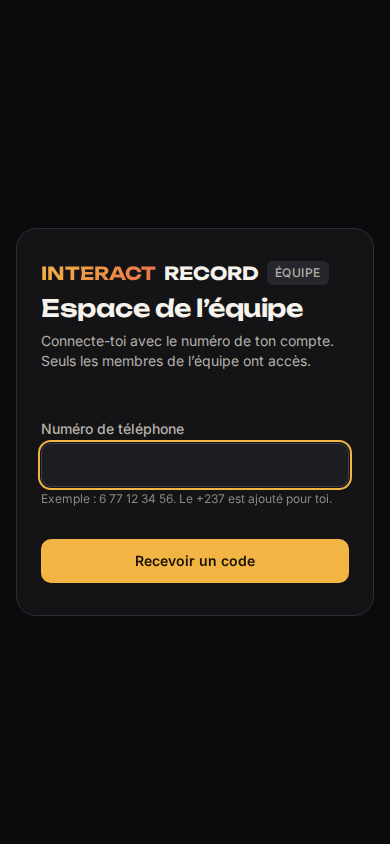 INTERACT RECORD ÉQUIPE
Espace de l’équipe
Connecte-toi avec le numéro de ton compte.
Seuls les membres de l’équipe ont accès.
Numéro de téléphone
Exemple : 6 77 12 34 56. Le +237 est ajouté pour toi.
Recevoir un code